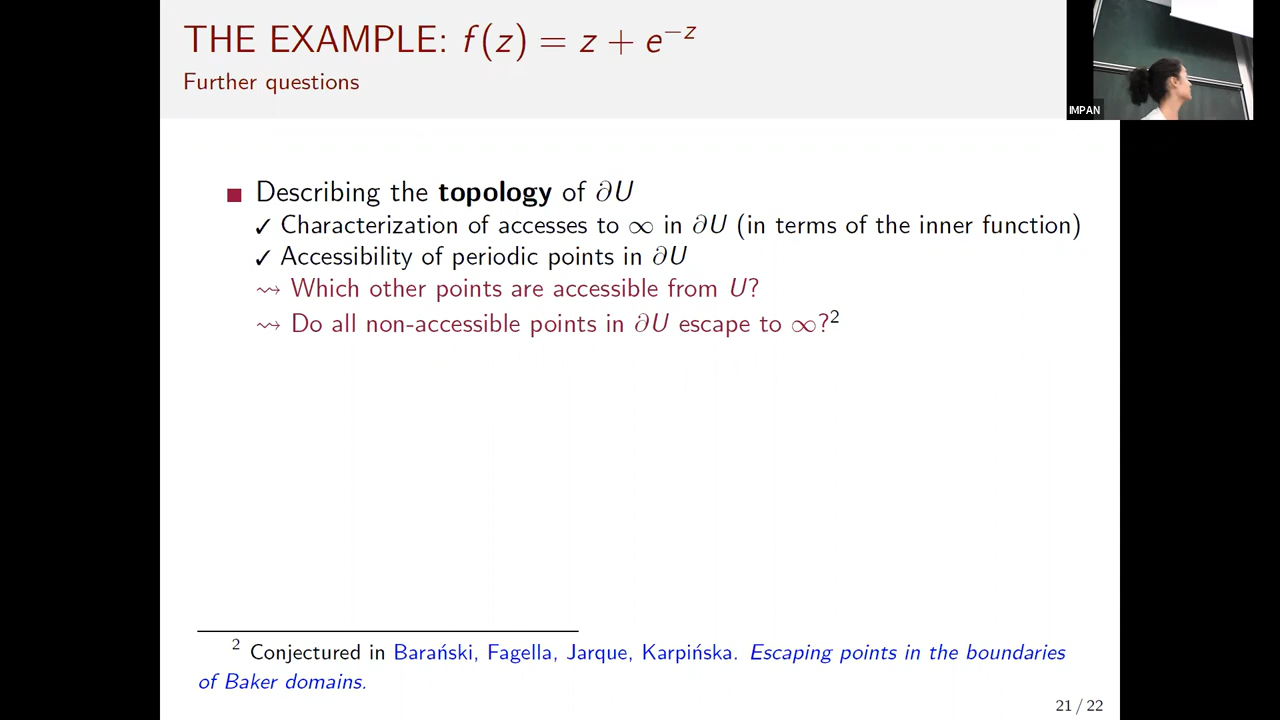 THE EXAMPLE: f(z) = z + e^{−z}
Further questions
IMPAN
■ Describing the topology of ∂U
✓ Characterization of accesses to ∞ in ∂U (in terms of the inner function)
✓ Accessibility of periodic points in ∂U
⇝ Which other points are accessible from U?
⇝ Do all non-accessible points in ∂U escape to ∞?²
² Conjectured in Barański, Fagella, Jarque, Karpińska. Escaping points in the boundaries
of Baker domains.
21 / 22